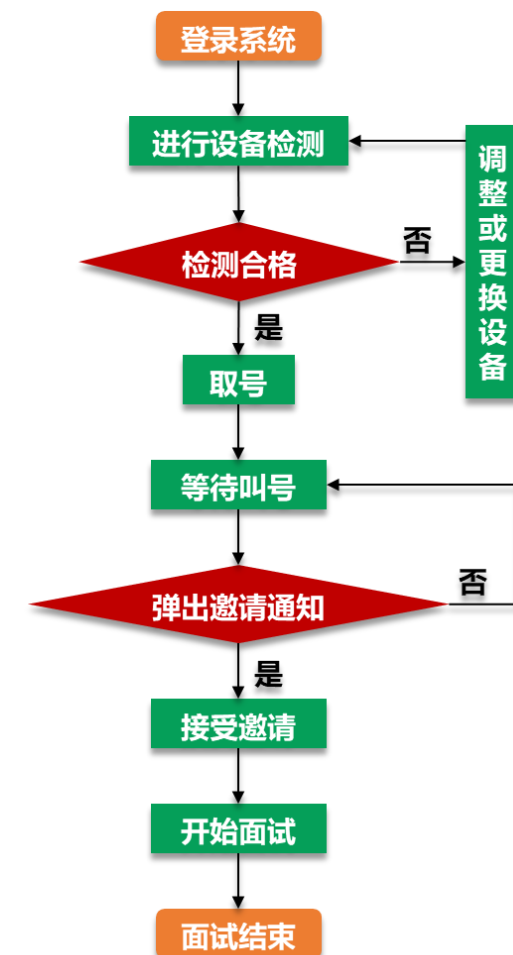 登录系统
进行设备检测
调整或更换设备
检测合格
否
是
取号
等待叫号
弹出邀请通知
否
是
接受邀请
开始面试
面试结束